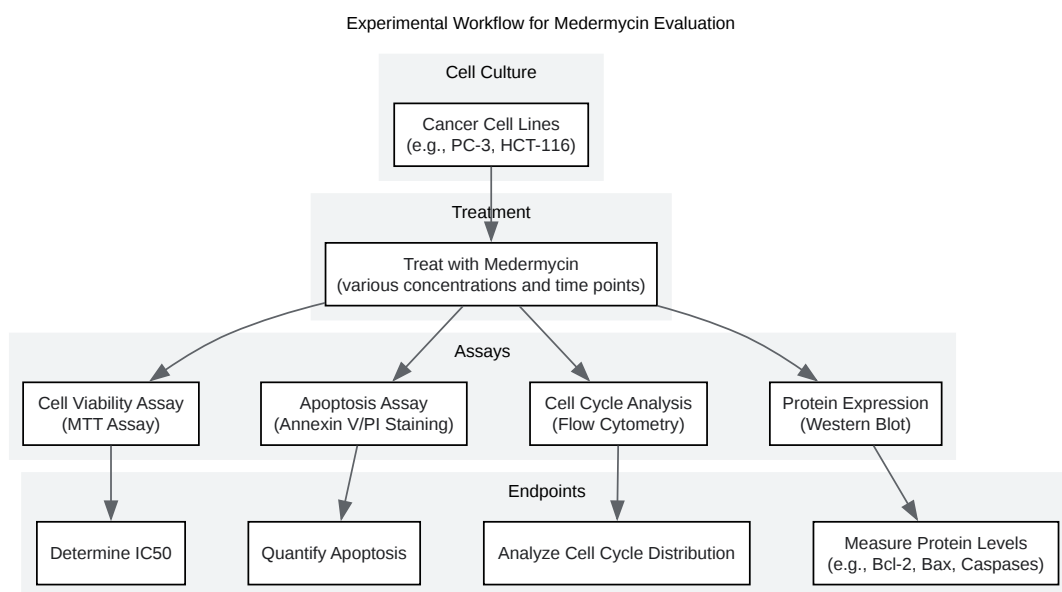 Experimental Workflow for Medermycin Evaluation
Cell Culture
Cancer Cell Lines
(e.g., PC-3, HCT-116)
Treatment
Treat with Medermycin
(various concentrations and time points)
Assays
Cell Viability Assay
(MTT Assay)
Apoptosis Assay
(Annexin V/PI Staining)
Cell Cycle Analysis
(Flow Cytometry)
Protein Expression
(Western Blot)
Endpoints
Determine IC50
Quantify Apoptosis
Analyze Cell Cycle Distribution
Measure Protein Levels
(e.g., Bcl-2, Bax, Caspases)